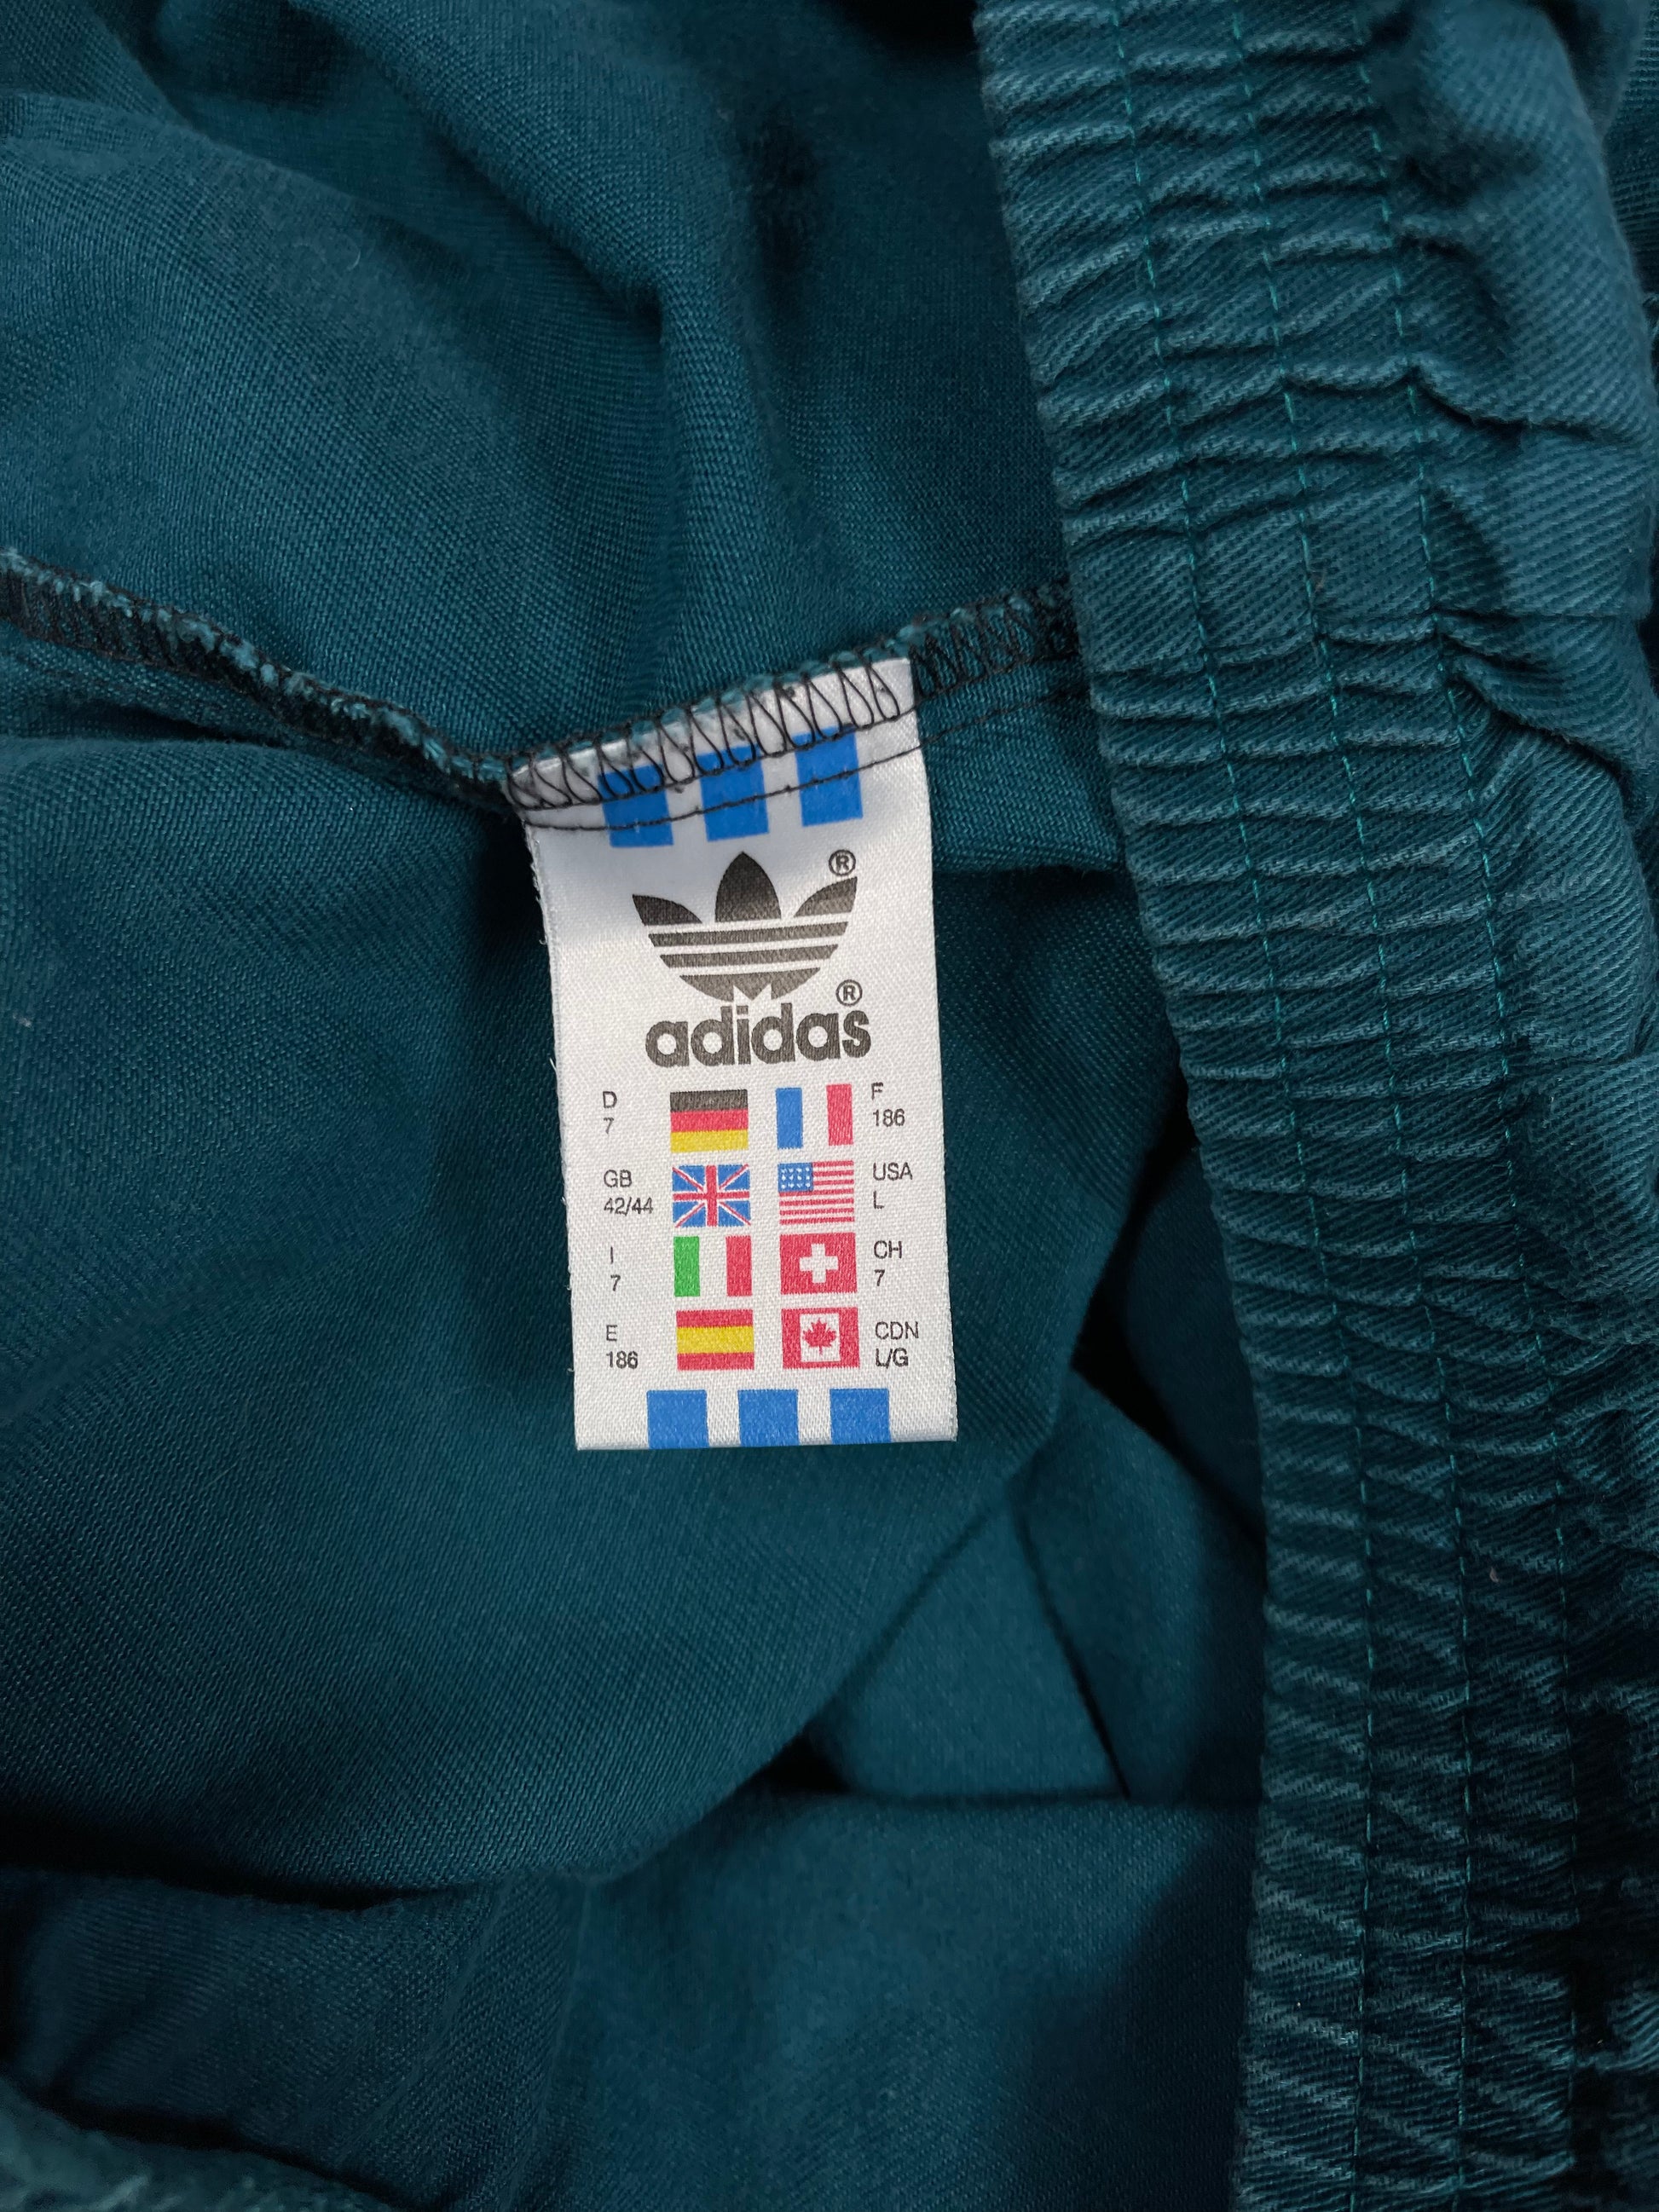 ®
®
adidas
D
7
F
186
GB
42/44
USA
L
I
7
CH
7
E
186
CDN
L/G